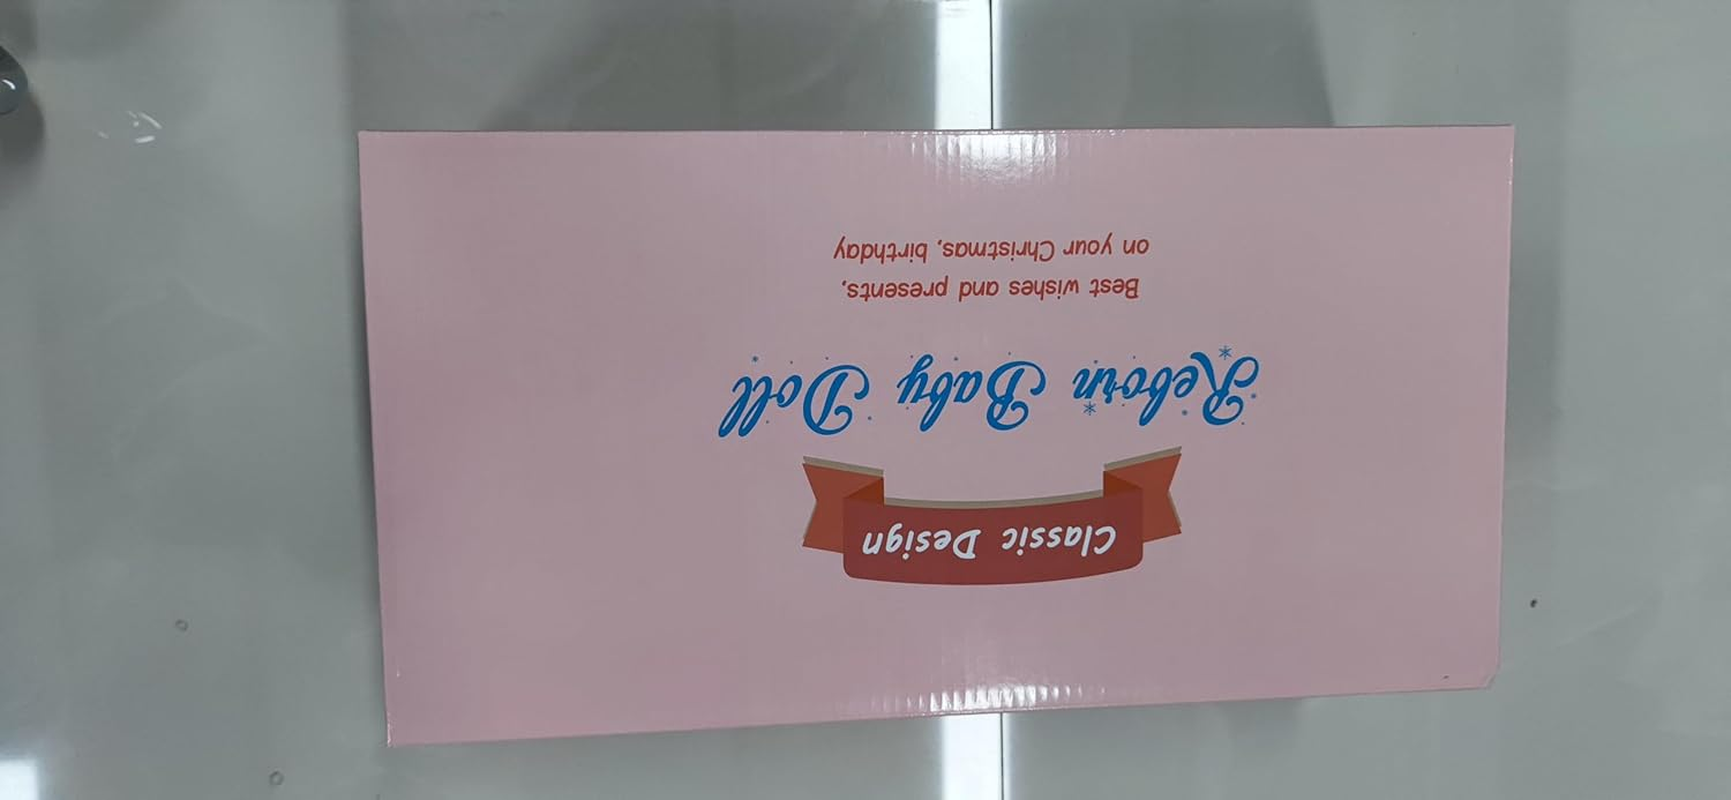 Classic Design
Reborn Baby Doll
Best wishes and presents,
on your Christmas, birthday